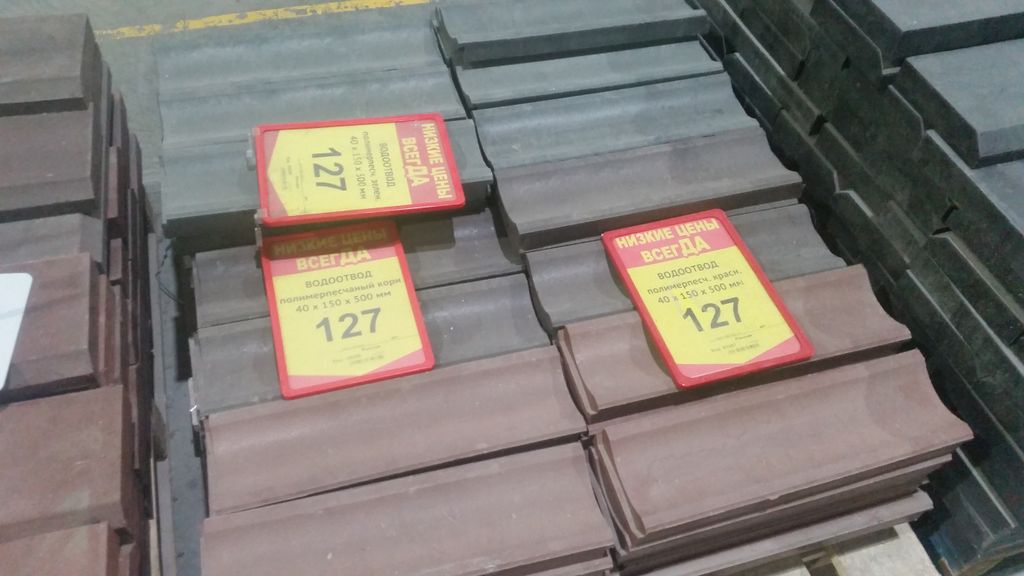 НИЗКИЕ ЦЕНЫ
ВСЕГДА
ВОДООТВОД
полимерпесч. зелен.
40 х 150 х 500 мм
127
НИЗКИЕ ЦЕНЫ
ВСЕГДА
ВОДООТВОД
полимерпесчаный корич
40 х 150 х 500 мм
127
НИЗКИЕ ЦЕНЫ
ВСЕГДА
ВОДООТВОД
полимерпесч. красн.
40 х 150 х 500 мм
127